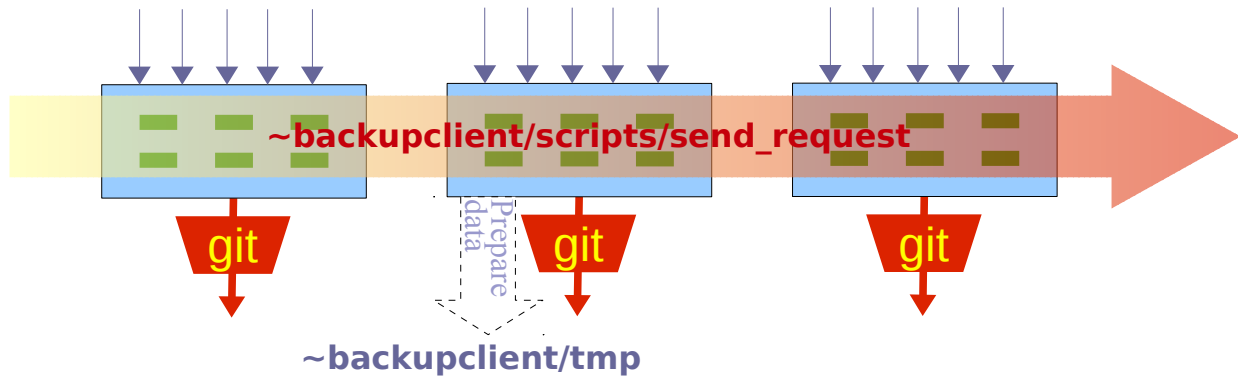 ~backupclient/scripts/send_request
Prepare
data
git
git
git
~backupclient/tmp